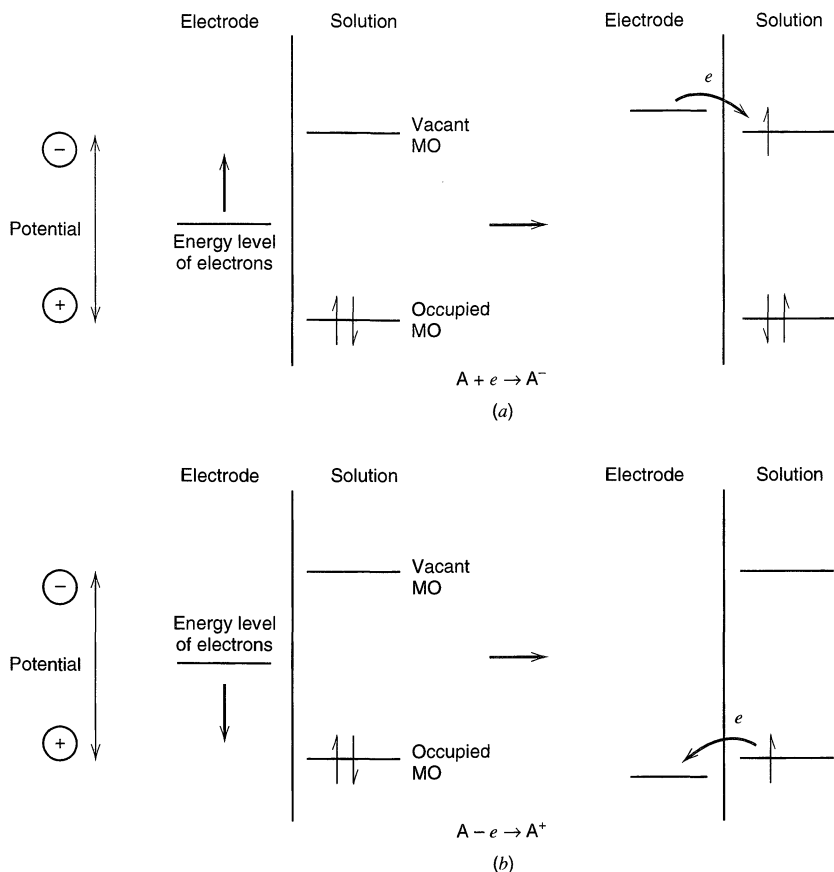 Electrode Solution Electrode Solution
e
Vacant
MO
−
Potential
Energy level
of electrons
+
Occupied
MO
A + e → A⁻
(a)
Electrode Solution Electrode Solution
Vacant
MO
−
Energy level
of electrons
Potential
e
+
Occupied
MO
A − e → A⁺
(b)